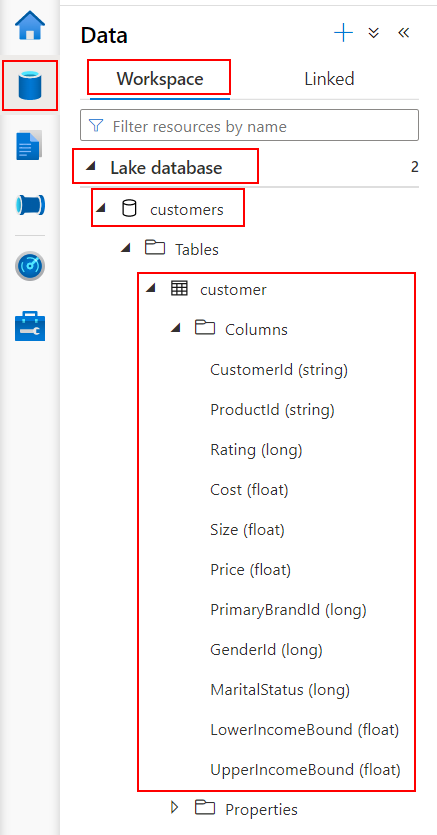 Data
Workspace Linked
Filter resources by name
Lake database 2
customers
Tables
customer
Columns
CustomerId (string)
ProductId (string)
Rating (long)
Cost (float)
Size (float)
Price (float)
PrimaryBrandId (long)
GenderId (long)
MaritalStatus (long)
LowerIncomeBound (float)
UpperIncomeBound (float)
Properties